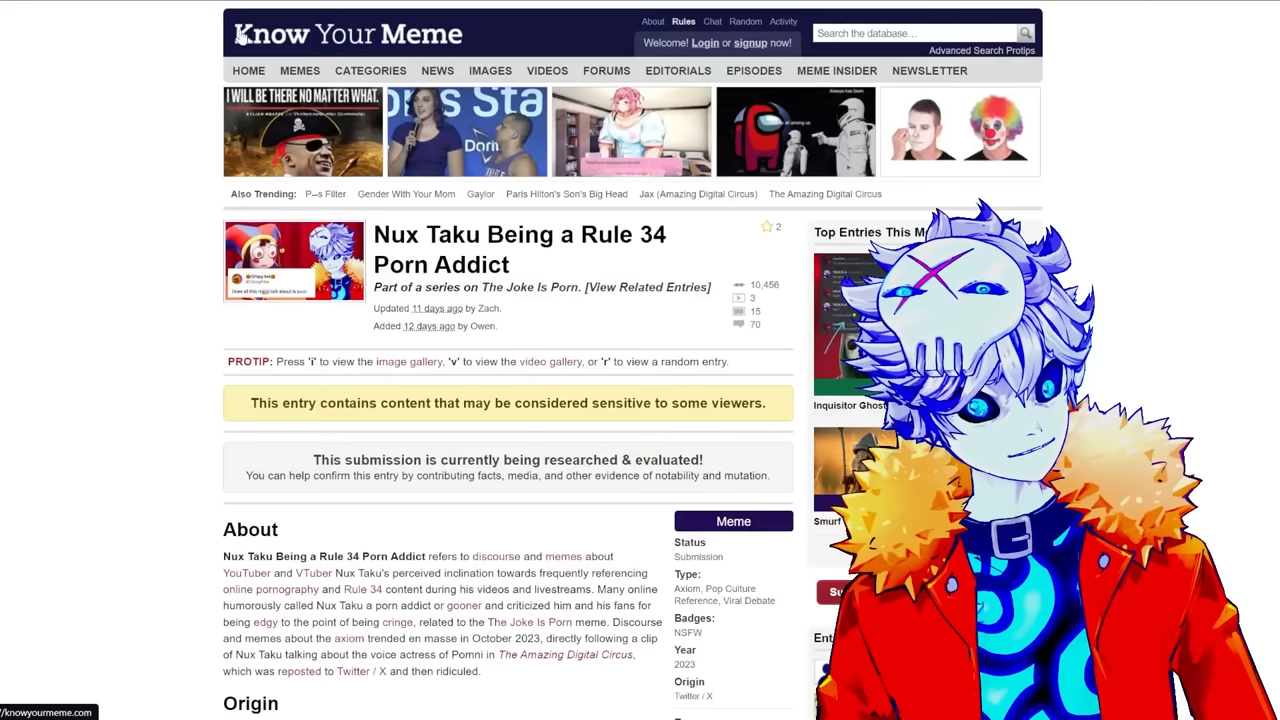 Know Your Meme
About Rules Chat Random Activity
Welcome! Login or signup now!
Search the database...
Advanced Search Protips
HOME MEMES CATEGORIES NEWS IMAGES VIDEOS FORUMS EDITORIALS EPISODES MEME INSIDER NEWSLETTER
I WILL BE THERE NO MATTER WHAT.
Always has been
Also Trending: P--s Filter Gender With Your Mom Gaylor Paris Hilton's Son's Big Head Jax (Amazing Digital Circus) The Amazing Digital Circus
Nux Taku Being a Rule 34
Porn Addict
2
Part of a series on The Joke Is Porn. [View Related Entries]
Updated 11 days ago by Zach.
Added 12 days ago by Owen.
10,456
3
15
70
PROTIP: Press 'i' to view the image gallery, 'v' to view the video gallery, or 'r' to view a random entry.
This entry contains content that may be considered sensitive to some viewers.
This submission is currently being researched & evaluated!
You can help confirm this entry by contributing facts, media, and other evidence of notability and mutation.
About
Nux Taku Being a Rule 34 Porn Addict refers to discourse and memes about
YouTuber and VTuber Nux Taku's perceived inclination towards frequently referencing
online pornography and Rule 34 content during his videos and livestreams. Many online
humorously called Nux Taku a porn addict or gooner and criticized him and his fans for
being edgy to the point of being cringe, related to the The Joke Is Porn meme. Discourse
and memes about the axiom trended en masse in October 2023, directly following a clip
of Nux Taku talking about the voice actress of Pomni in The Amazing Digital Circus,
which was reposted to Twitter / X and then ridiculed.
Origin
Meme
Status
Submission
Type:
Axiom, Pop Culture
Reference, Viral Debate
Badges:
NSFW
Year
2023
Origin
Twitter / X
Top Entries This M
Inquisitor Ghost
Smurf
//knowyourmeme.com